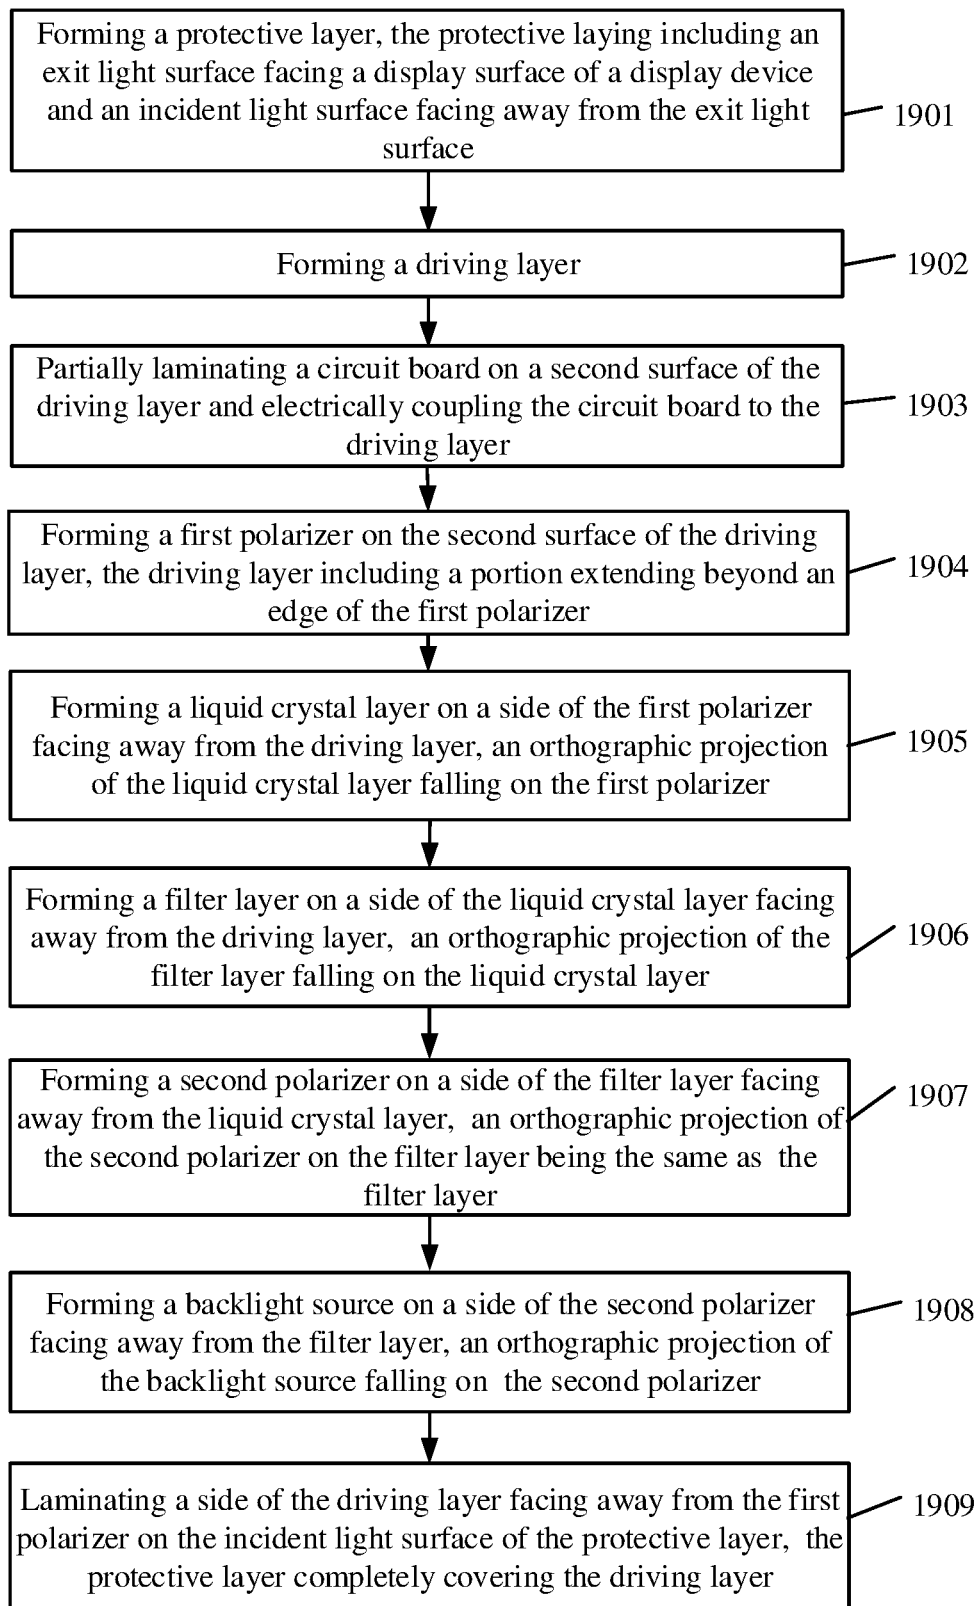 Forming a protective layer, the protective laying including an
exit light surface facing a display surface of a display device
and an incident light surface facing away from the exit light
surface
1901
Forming a driving layer
1902
Partially laminating a circuit board on a second surface of the
driving layer and electrically coupling the circuit board to the
driving layer
1903
Forming a first polarizer on the second surface of the driving
layer, the driving layer including a portion extending beyond an
edge of the first polarizer
1904
Forming a liquid crystal layer on a side of the first polarizer
facing away from the driving layer, an orthographic projection
of the liquid crystal layer falling on the first polarizer
1905
Forming a filter layer on a side of the liquid crystal layer facing
away from the driving layer, an orthographic projection of the
filter layer falling on the liquid crystal layer
1906
Forming a second polarizer on a side of the filter layer facing
away from the liquid crystal layer, an orthographic projection of
the second polarizer on the filter layer being the same as the
filter layer
1907
Forming a backlight source on a side of the second polarizer
facing away from the filter layer, an orthographic projection of
the backlight source falling on the second polarizer
1908
Laminating a side of the driving layer facing away from the first
polarizer on the incident light surface of the protective layer, the
protective layer completely covering the driving layer
1909